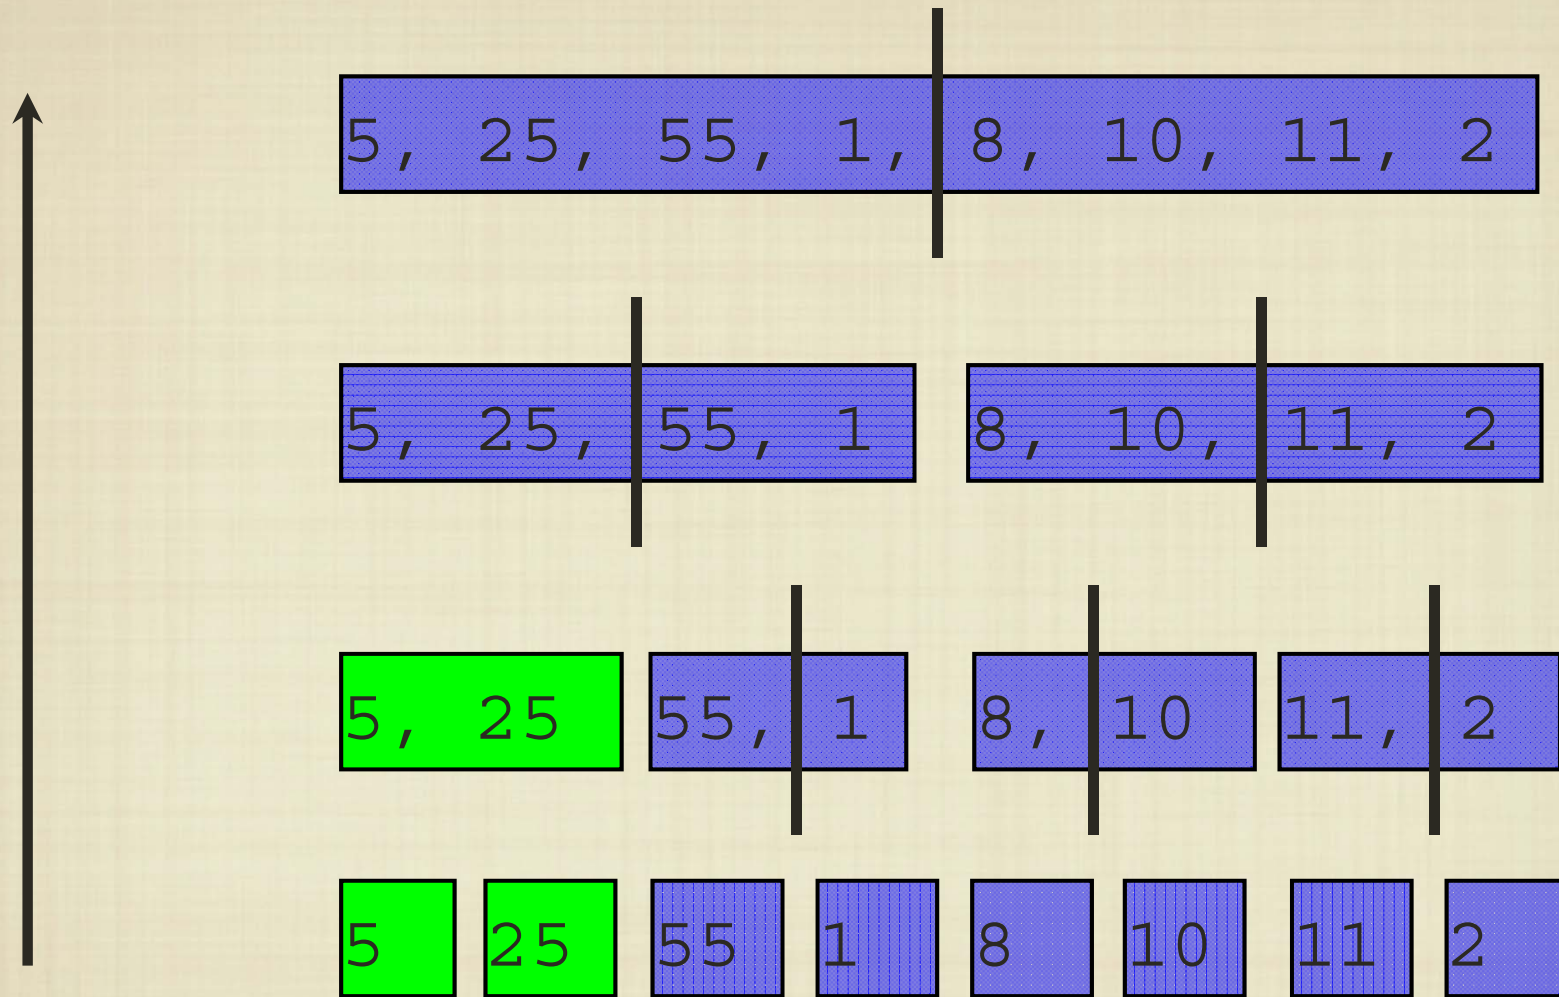 5, 25, 55, 1, 8, 10, 11, 2
5, 25, 55, 1 8, 10, 11, 2
5, 25 55, 1 8, 10 11, 2
5 25 55 1 8 10 11 2